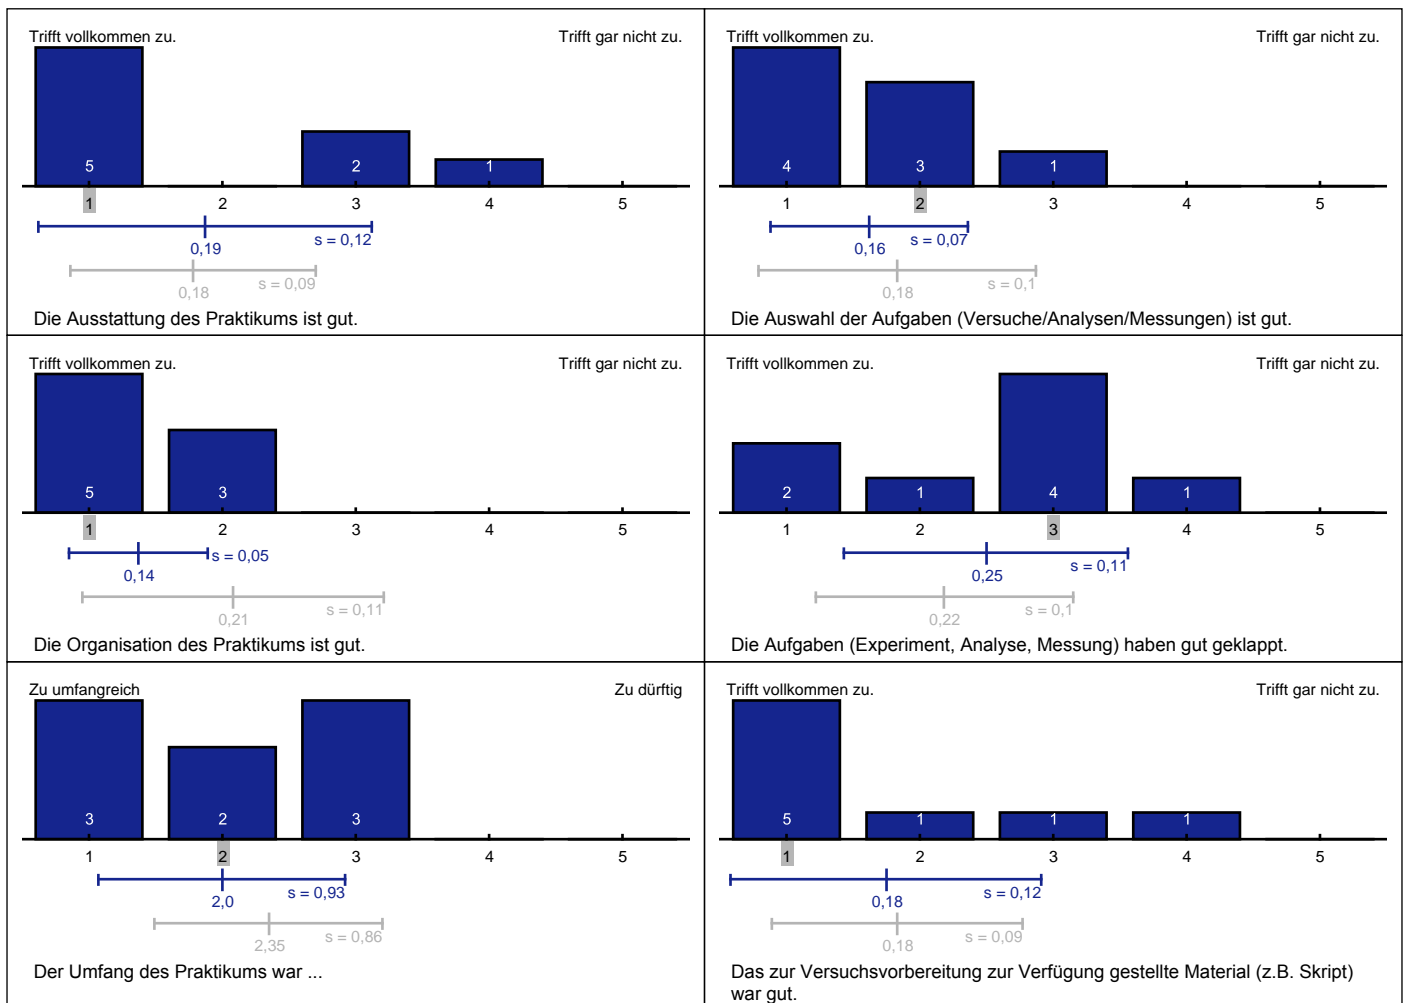 Trifft vollkommen zu. Trifft gar nicht zu.
5 2 1
1 2 3 4 5
s = 0,12
0,19
s = 0,09
0,18
Die Ausstattung des Praktikums ist gut.
Trifft vollkommen zu. Trifft gar nicht zu.
4 3 1
1 2 3 4 5
s = 0,07
0,16
s = 0,1
0,18
Die Auswahl der Aufgaben (Versuche/Analysen/Messungen) ist gut.
Trifft vollkommen zu. Trifft gar nicht zu.
5 3
1 2 3 4 5
s = 0,05
0,14
s = 0,11
0,21
Die Organisation des Praktikums ist gut.
Trifft vollkommen zu. Trifft gar nicht zu.
2 1 4 1
1 2 3 4 5
s = 0,11
0,25
s = 0,1
0,22
Die Aufgaben (Experiment, Analyse, Messung) haben gut geklappt.
Zu umfangreich Zu dürftig
3 2 3
1 2 3 4 5
s = 0,93
2,0
s = 0,86
2,35
Der Umfang des Praktikums war ...
Trifft vollkommen zu. Trifft gar nicht zu.
5 1 1 1
1 2 3 4 5
s = 0,12
0,18
s = 0,09
0,18
Das zur Versuchsvorbereitung zur Verfügung gestellte Material (z.B. Skript)
war gut.